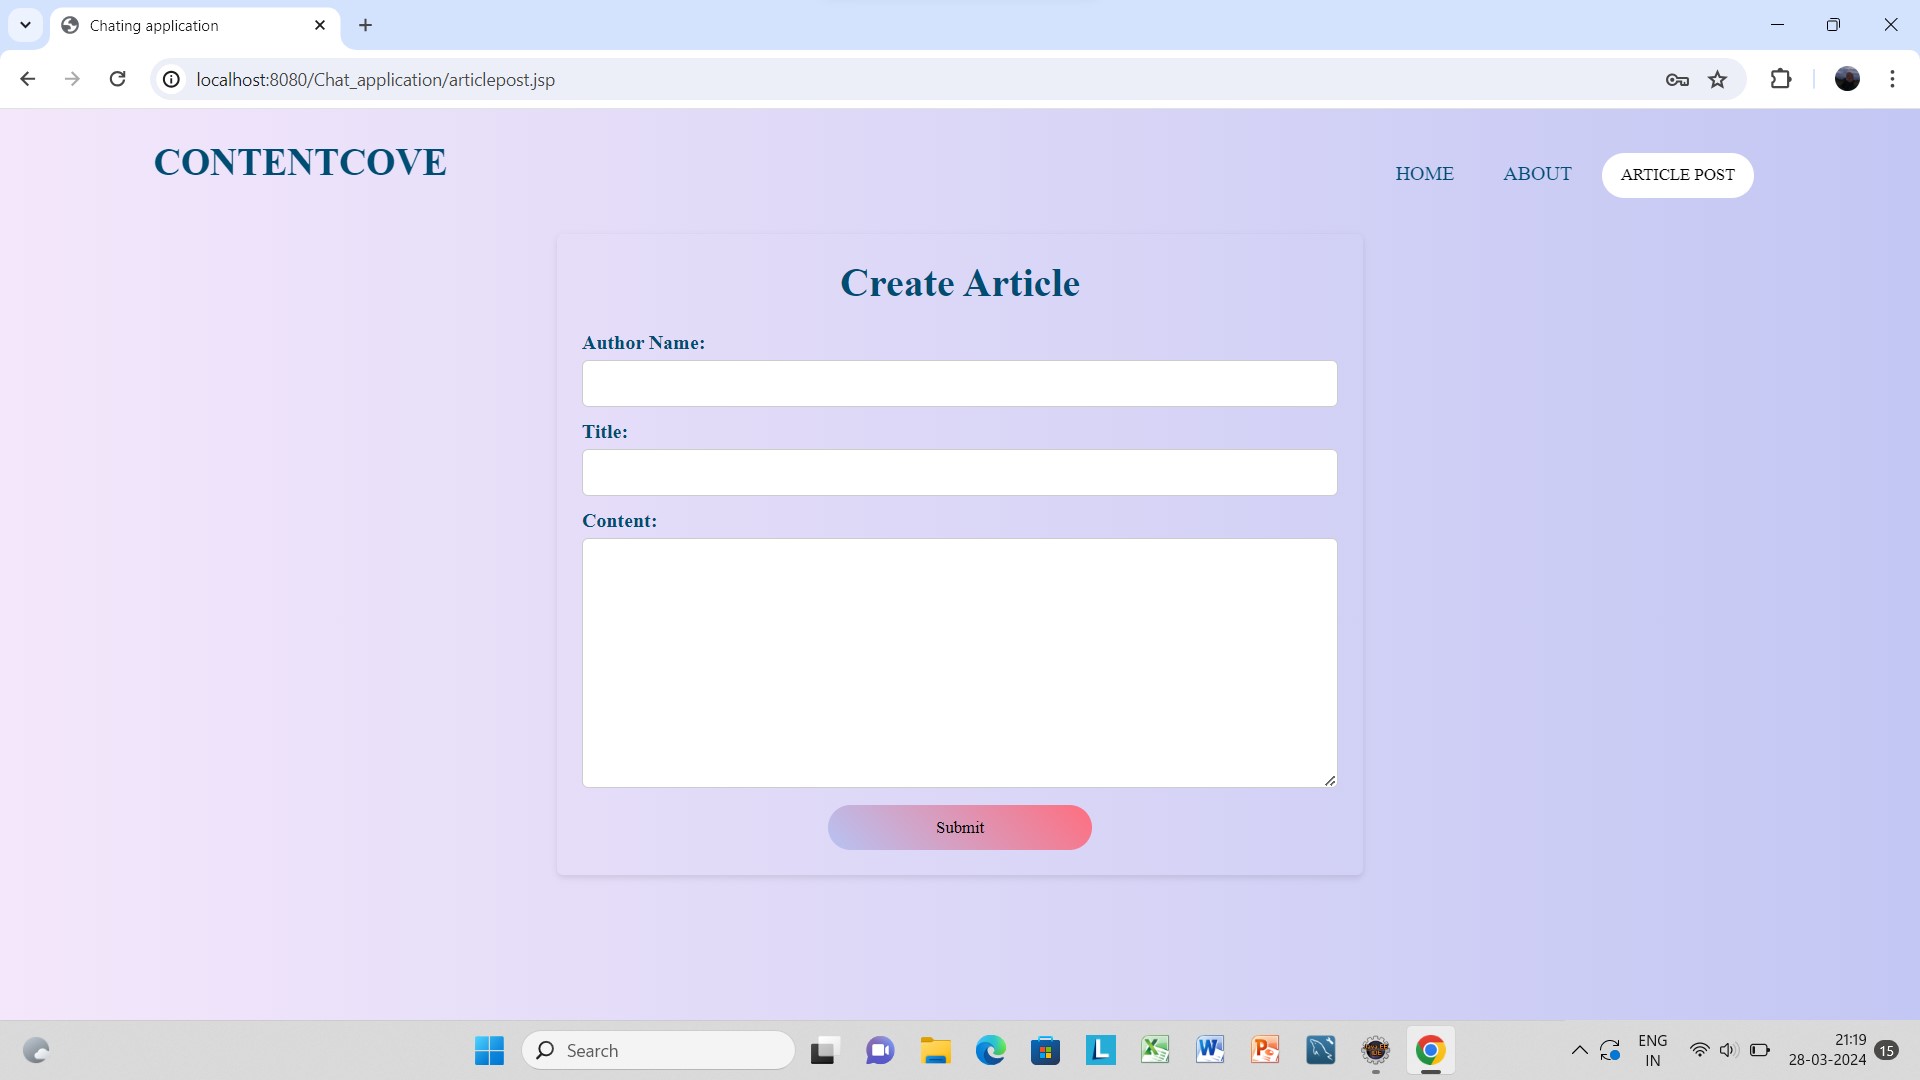 Chating application
localhost:8080/Chat_application/articlepost.jsp
CONTENTCOVE
HOME ABOUT ARTICLE POST
Create Article
Author Name:
Title:
Content:
Submit
Search
ENG
IN
21:19
28-03-2024
15